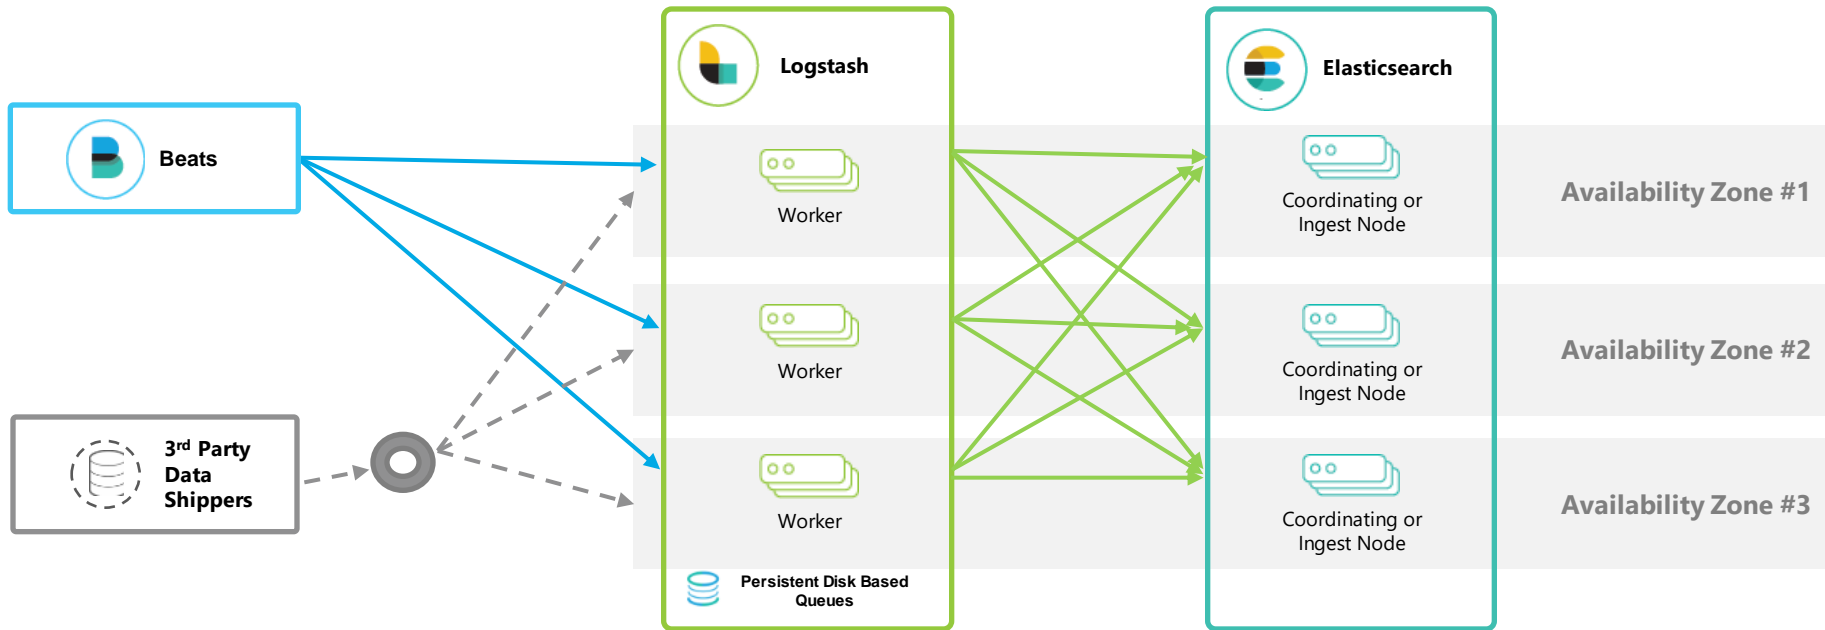 Logstash
Elasticsearch
Beats
Worker
Coordinating or
Ingest Node
Availability Zone #1
Worker
Coordinating or
Ingest Node
Availability Zone #2
3rd Party
Data
Shippers
Worker
Coordinating or
Ingest Node
Availability Zone #3
Persistent Disk Based
Queues